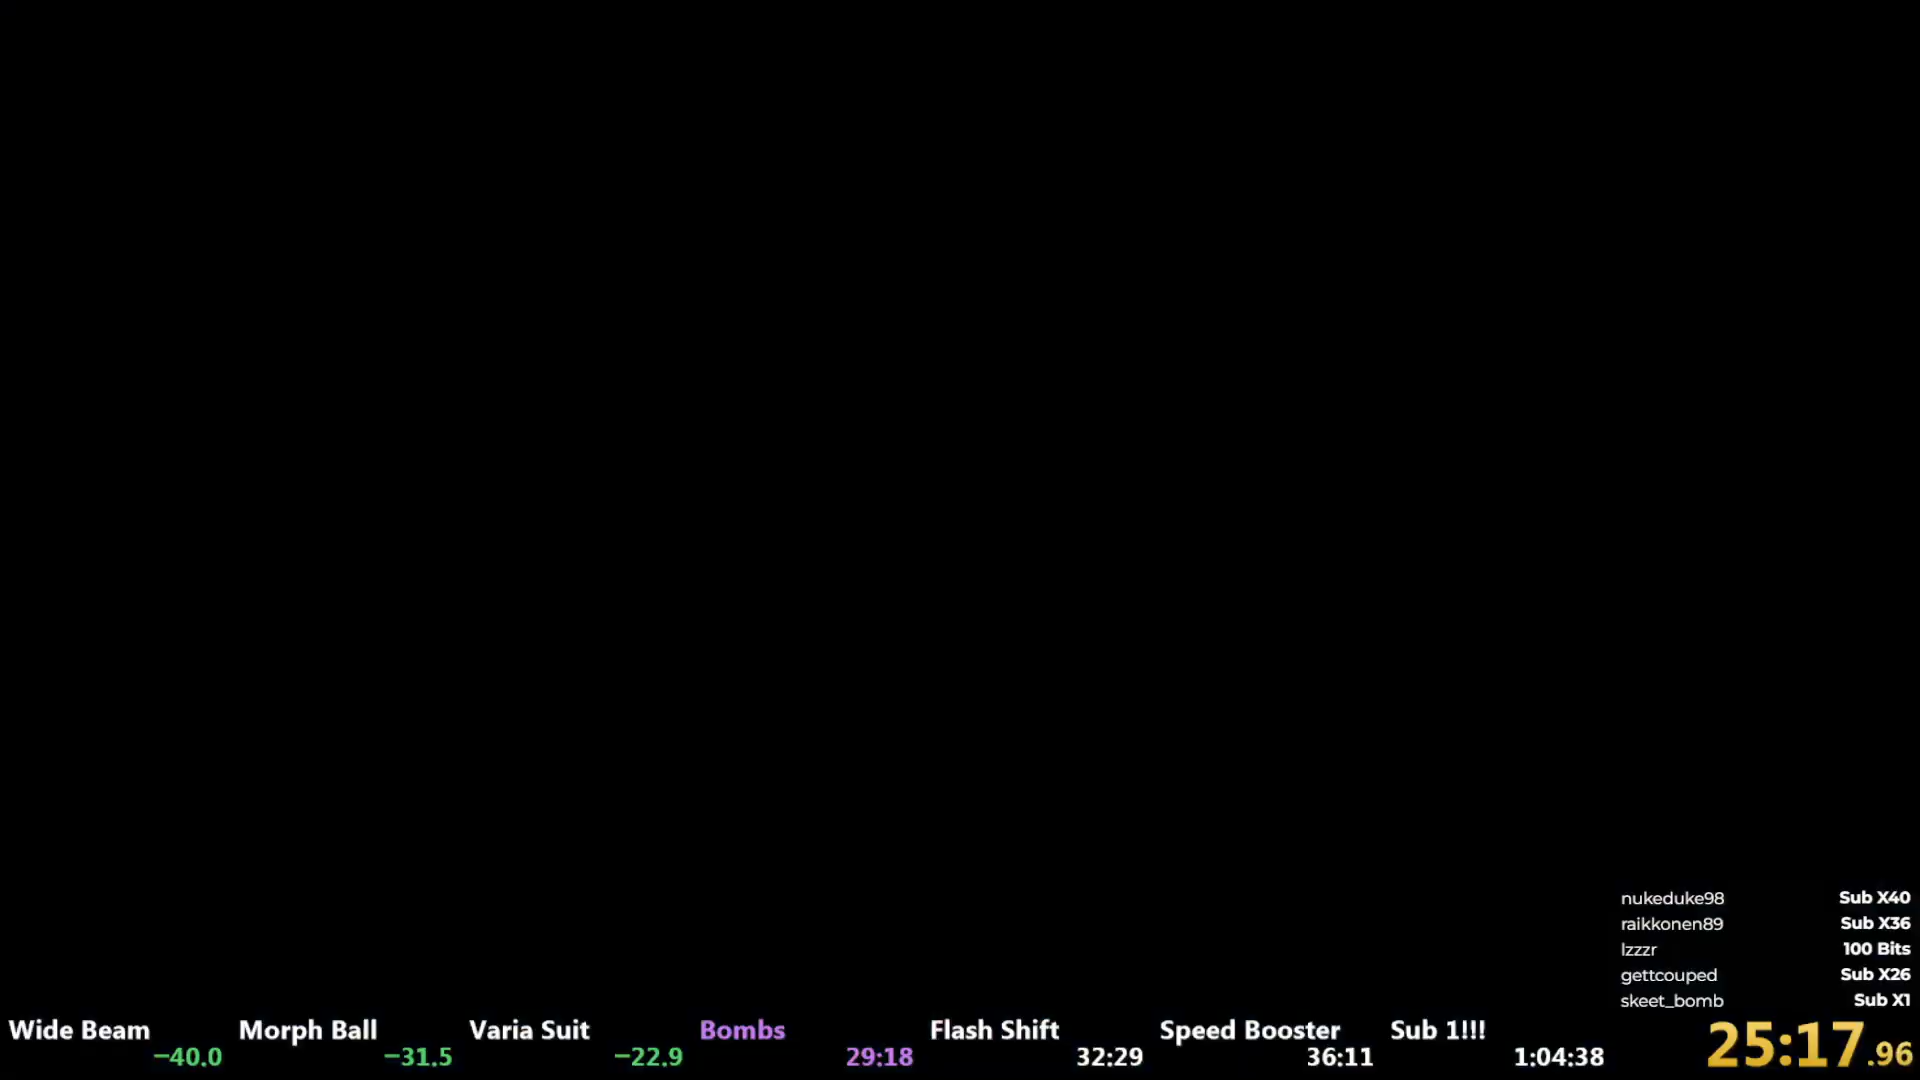 nukeduke98 Sub X40
raikkonen89 Sub X36
lzzzr 100 Bits
gettcouped Sub X26
skeet_bomb Sub X1
Wide Beam Morph Ball Varia Suit Bombs Flash Shift Speed Booster Sub 1!!! 25:17.96
−40.0 −31.5 −22.9 29:18 32:29 36:11 1:04:38